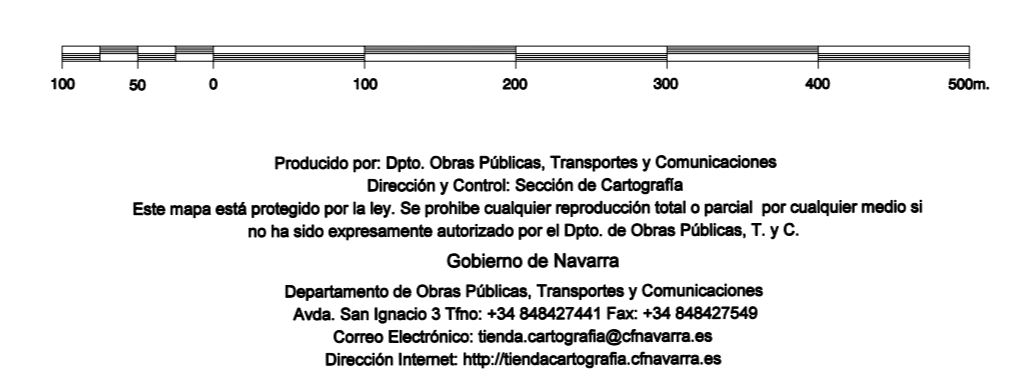 100 50 0 100 200 300 400 500m.
Producido por: Dpto. Obras Públicas, Transportes y Comunicaciones
Dirección y Control: Sección de Cartografía
Este mapa está protegido por la ley. Se prohibe cualquier reproducción total o parcial por cualquier medio si
no ha sido expresamente autorizado por el Dpto. de Obras Públicas, T. y C.
Gobierno de Navarra
Departamento de Obras Públicas, Transportes y Comunicaciones
Avda. San Ignacio 3 Tfno: +34 848427441 Fax: +34 848427549
Correo Electrónico: tienda.cartografia@cfnavarra.es
Dirección Internet: http://tiendacartografia.cfnavarra.es